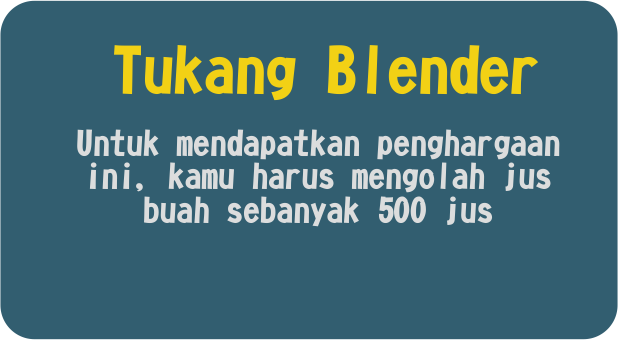 Tukang Blender
Untuk mendapatkan penghargaan
ini, kamu harus mengolah jus
buah sebanyak 500 jus